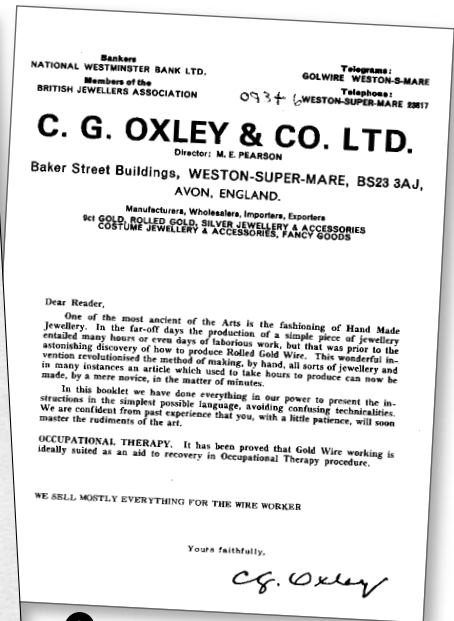 Bankers
NATIONAL WESTMINSTER BANK LTD.
Members of the
BRITISH JEWELLERS ASSOCIATION
Telegrams:
GOLWIRE WESTON-S-MARE
Telephone:
0934 6 WESTON-SUPER-MARE 23617
C. G. OXLEY & CO. LTD.
Director: M. E. PEARSON
Baker Street Buildings, WESTON-SUPER-MARE, BS23 3AJ,
AVON, ENGLAND.
Manufacturers, Wholesalers, Importers, Exporters
9ct GOLD, ROLLED GOLD, SILVER JEWELLERY & ACCESSORIES
COSTUME JEWELLERY & ACCESSORIES, FANCY GOODS
Dear Reader,
One of the most ancient of the Arts is the fashioning of Hand Made
Jewellery. In the far-off days the production of a simple piece of jewellery
entailed many hours or even days of laborious work, but that was prior to the
astonishing discovery of how to produce Rolled Gold Wire. This wonderful in-
vention revolutionised the method of making, by hand, all sorts of jewellery and
in many instances an article which used to take hours to produce can now be
made, by a mere novice, in the matter of minutes.
In this booklet we have done everything in our power to present the in-
structions in the simplest possible language, avoiding confusing technicalities.
We are confident from past experience that you, with a little patience, will soon
master the rudiments of the art.
OCCUPATIONAL THERAPY. It has been proved that Gold Wire working is
ideally suited as an aid to recovery in Occupational Therapy procedure.
WE SELL MOSTLY EVERYTHING FOR THE WIRE WORKER
Yours faithfully,
C.G. Oxley